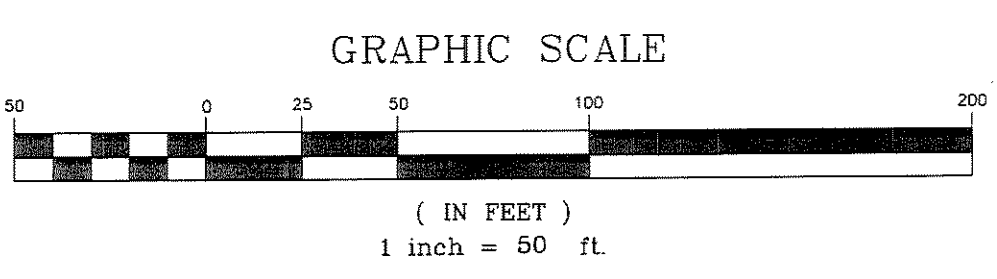 GRAPHIC SCALE
50 0 25 50 100 200
( IN FEET )
1 inch = 50 ft.